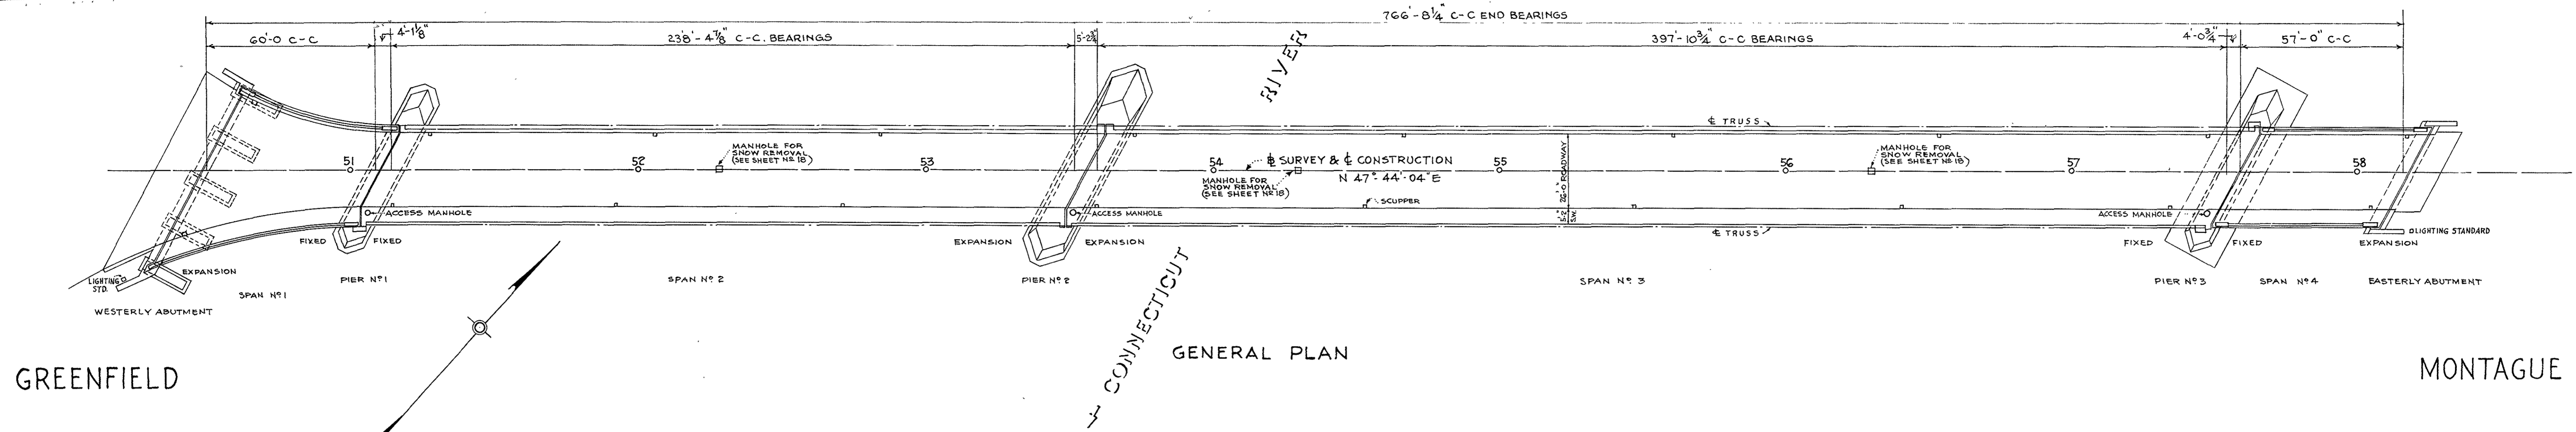 766'-8¼" C-C END BEARINGS
60'-0 C-C
4'-1⅛"
238'-4⅞" C-C. BEARINGS
5'-2¾"
397'-10¾" C-C BEARINGS
4'-0¾"
57'-0" C-C
RIVER
℄ TRUSS
51
52
MANHOLE FOR
SNOW REMOVAL
(SEE SHEET Nº 18)
53
54
B SURVEY & ℄ CONSTRUCTION
N 47°-44'-04" E
MANHOLE FOR
SNOW REMOVAL
(SEE SHEET Nº 18)
55
26'-0 ROADWAY
5'-2"
S.W.
56
MANHOLE FOR
SNOW REMOVAL
(SEE SHEET Nº 18)
57
58
ACCESS MANHOLE
ACCESS MANHOLE
SCUPPER
ACCESS MANHOLE
℄ TRUSS
LIGHTING STANDARD
FIXED
FIXED
EXPANSION
EXPANSION
FIXED
FIXED
EXPANSION
EXPANSION
LIGHTING
STD.
SPAN Nº 1
PIER Nº 1
SPAN Nº 2
PIER Nº 2
SPAN Nº 3
PIER Nº 3
SPAN Nº 4
EASTERLY ABUTMENT
WESTERLY ABUTMENT
CONNECTICUT
GENERAL PLAN
GREENFIELD
MONTAGUE